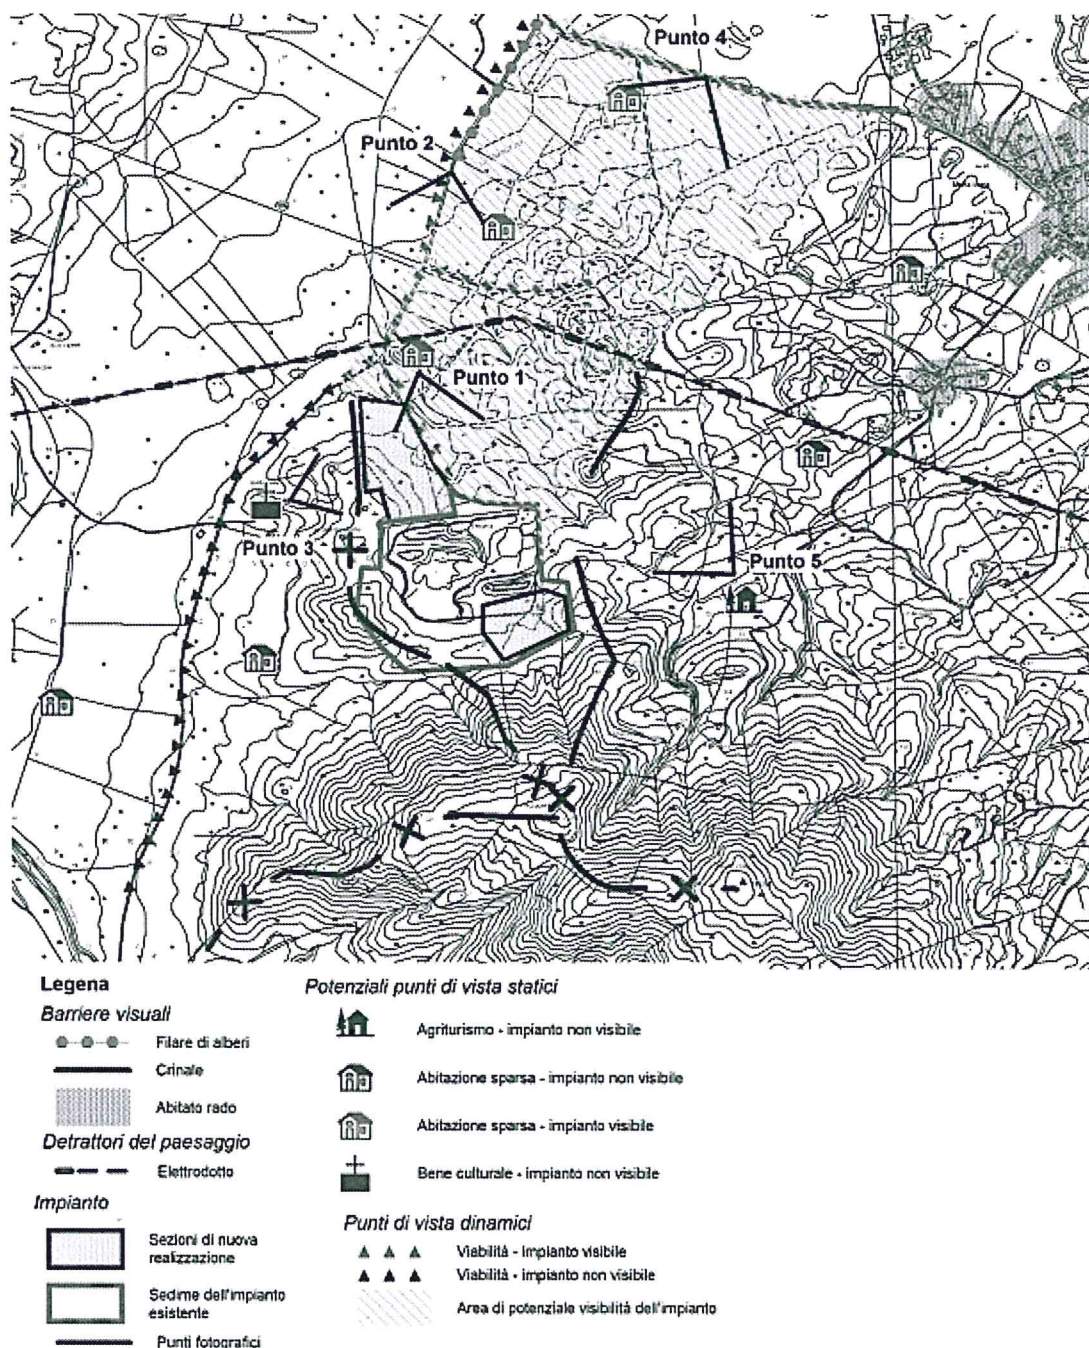 Punto 4
Punto 2
Punto 1
Punto 3
Punto 5
Legena
Barriere visuali
Filare di alberi
Crinale
Abitato rado
Detrattori del paesaggio
Elettrodotto
Impianto
Sezioni di nuova
realizzazione
Sedime dell'impianto
esistente
Punti fotografici
Potenziali punti di vista statici
Agriturismo - impianto non visibile
Abitazione sparsa - impianto non visibile
Abitazione sparsa - impianto visibile
Bene culturale - impianto non visibile
Punti di vista dinamici
Viabilità - Impianto visibile
Viabilità - impianto non visibile
Area di potenziale visibilità dell'impianto